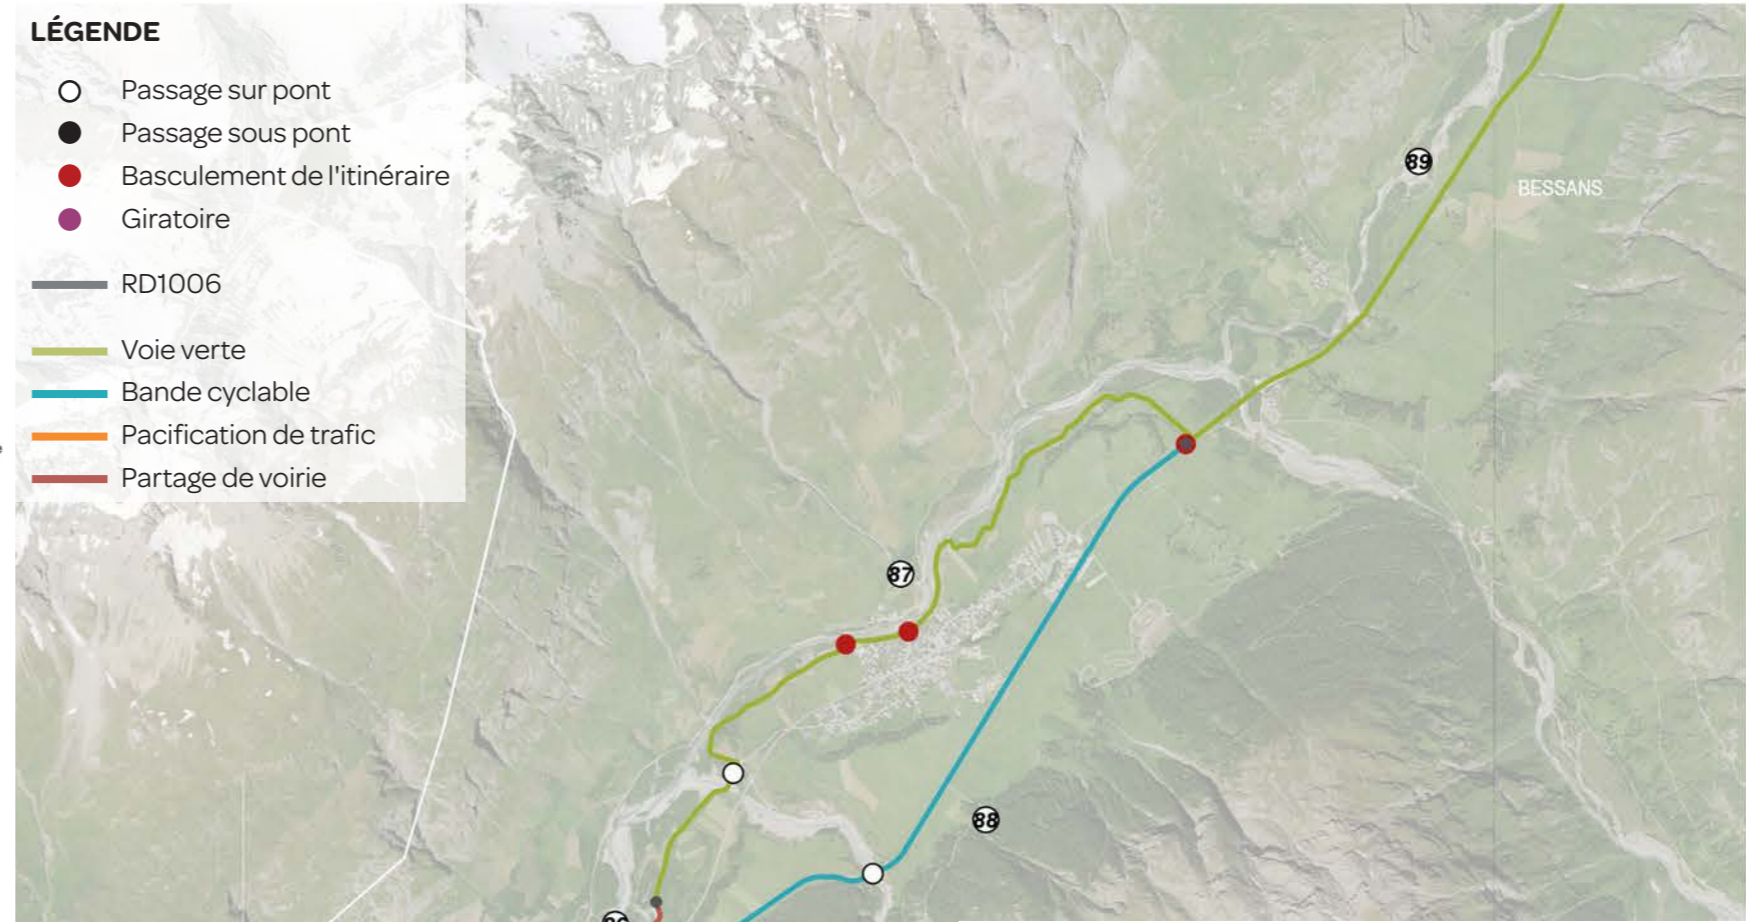 LÉGENDE
Passage sur pont
Passage sous pont
Basculement de l'itinéraire
Giratoire
RD1006
Voie verte
Bande cyclable
Pacification de trafic
Partage de voirie
89
BESSANS
87
88